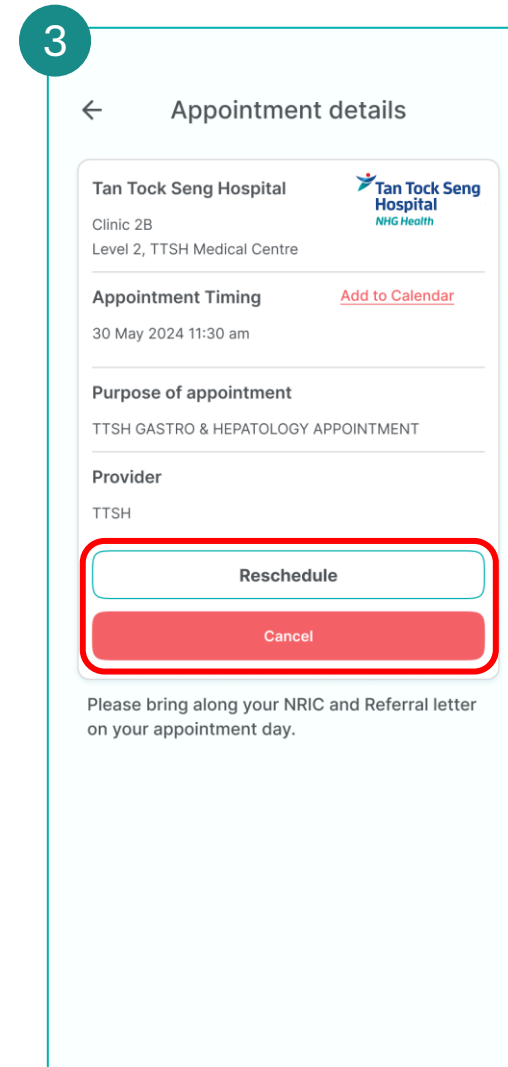 3
← Appointment details
Tan Tock Seng Hospital
Tan Tock Seng
Hospital
NHG Health
Clinic 2B
Level 2, TTSH Medical Centre
Appointment Timing
Add to Calendar
30 May 2024 11:30 am
Purpose of appointment
TTSH GASTRO & HEPATOLOGY APPOINTMENT
Provider
TTSH
Reschedule
Cancel
Please bring along your NRIC and Referral letter
on your appointment day.